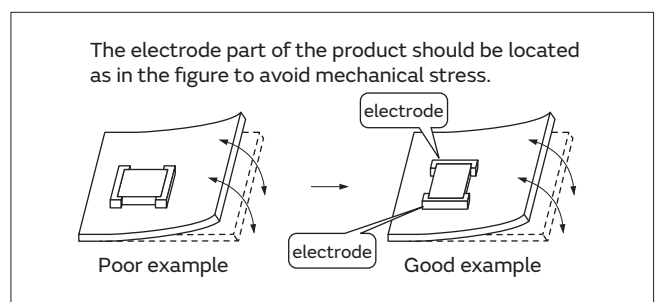 The electrode part of the product should be located
as in the figure to avoid mechanical stress.
electrode
electrode
Poor example
Good example